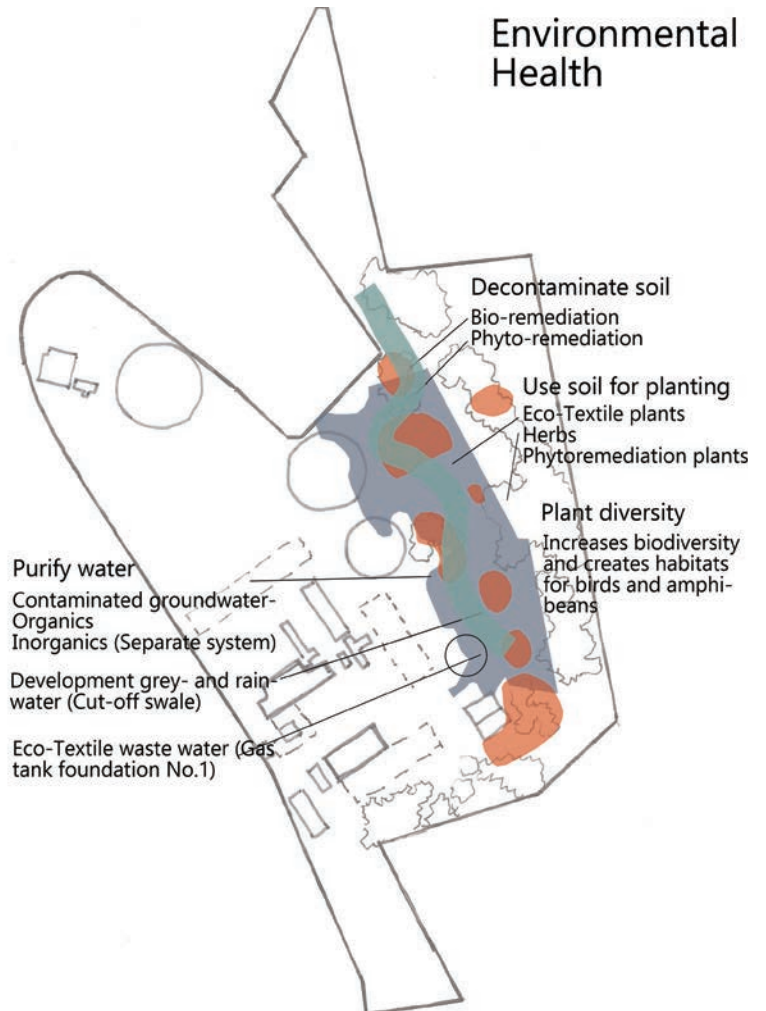 Environmental
Health
Decontaminate soil
Bio-remediation
Phyto-remediation
Use soil for planting
Eco-Textile plants
Herbs
Phytoremediation plants
Plant diversity
Increases biodiversity
and creates habitats
for birds and amphi-
beans
Purify water
Contaminated groundwater-
Organics
Inorganics (Separate system)
Development grey- and rain-
water (Cut-off swale)
Eco-Textile waste water (Gas
tank foundation No.1)